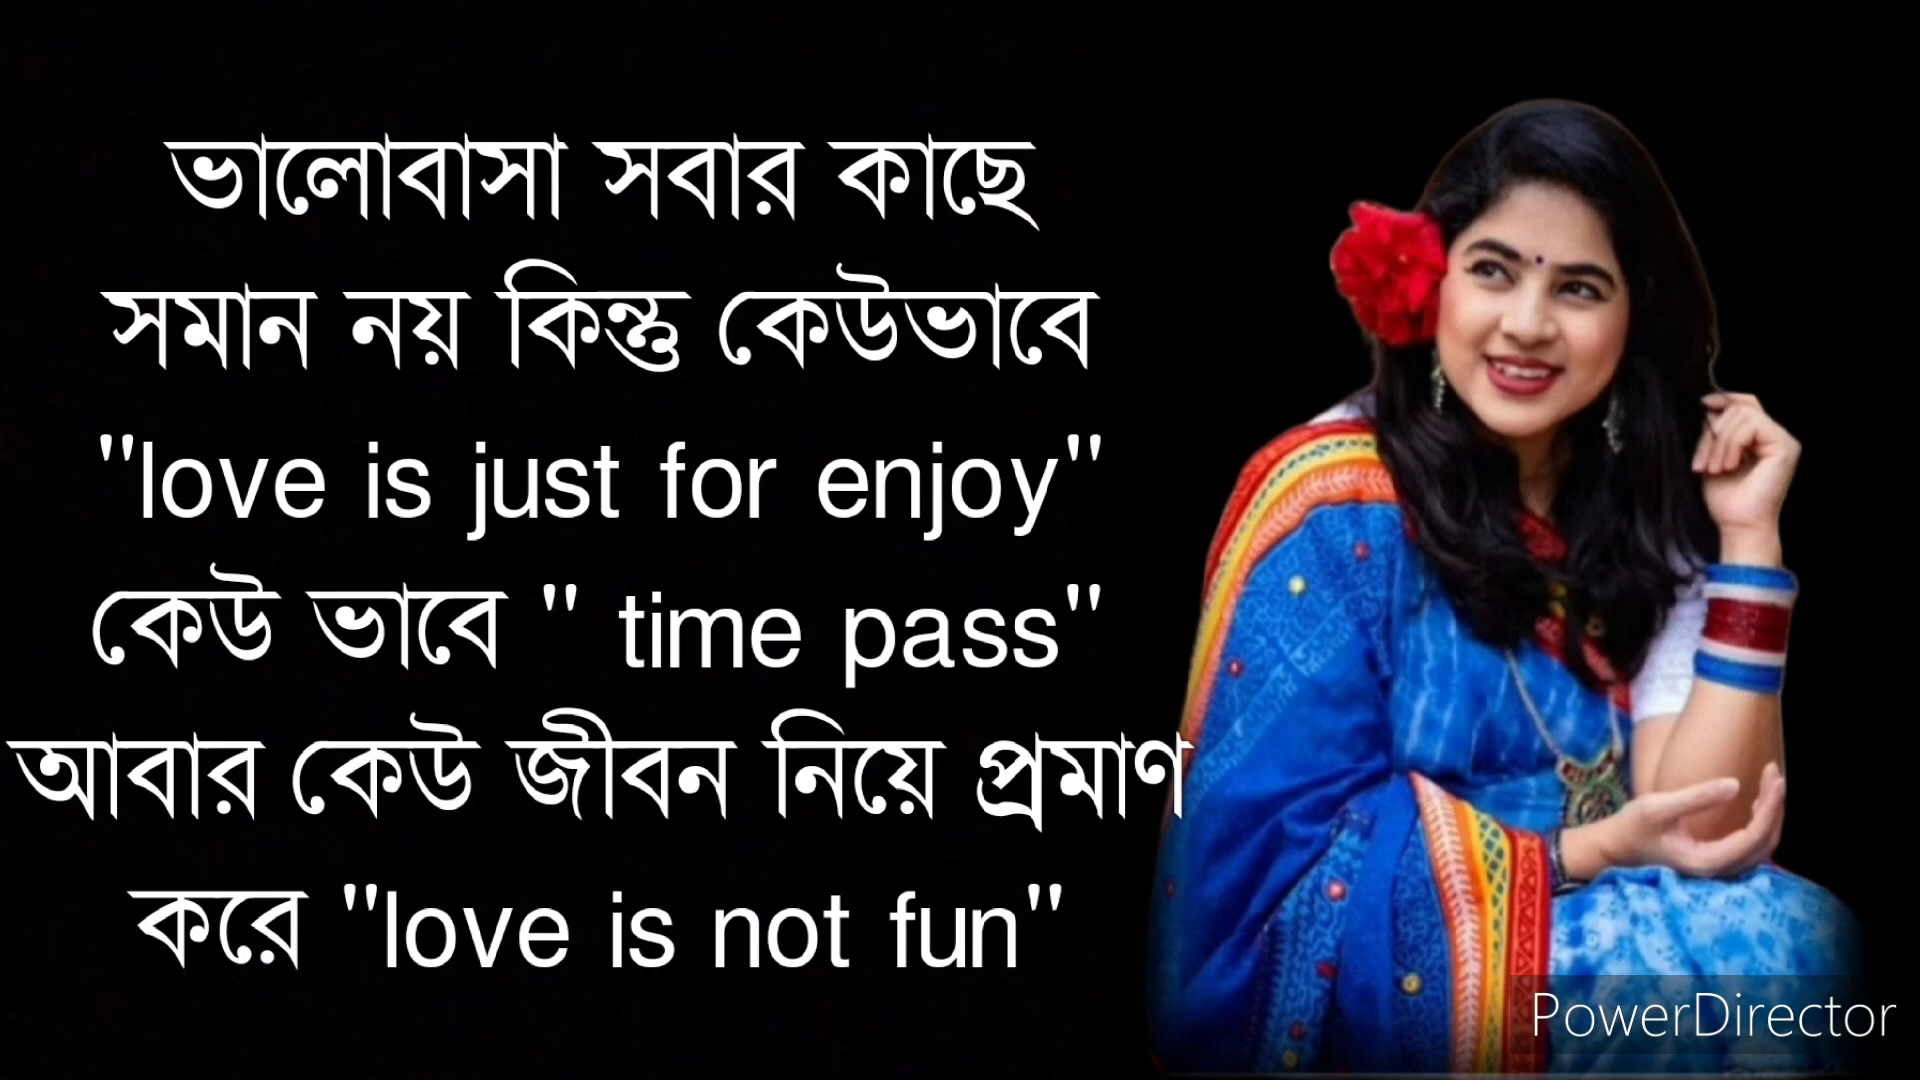 ভালোবাসা সবার কাছে
সমান নয় কিন্তু কেউভাবে
"love is just for enjoy"
কেউ ভাবে " time pass"
আবার কেউ জীবন নিয়ে প্রমাণ
করে "love is not fun"
PowerDirector